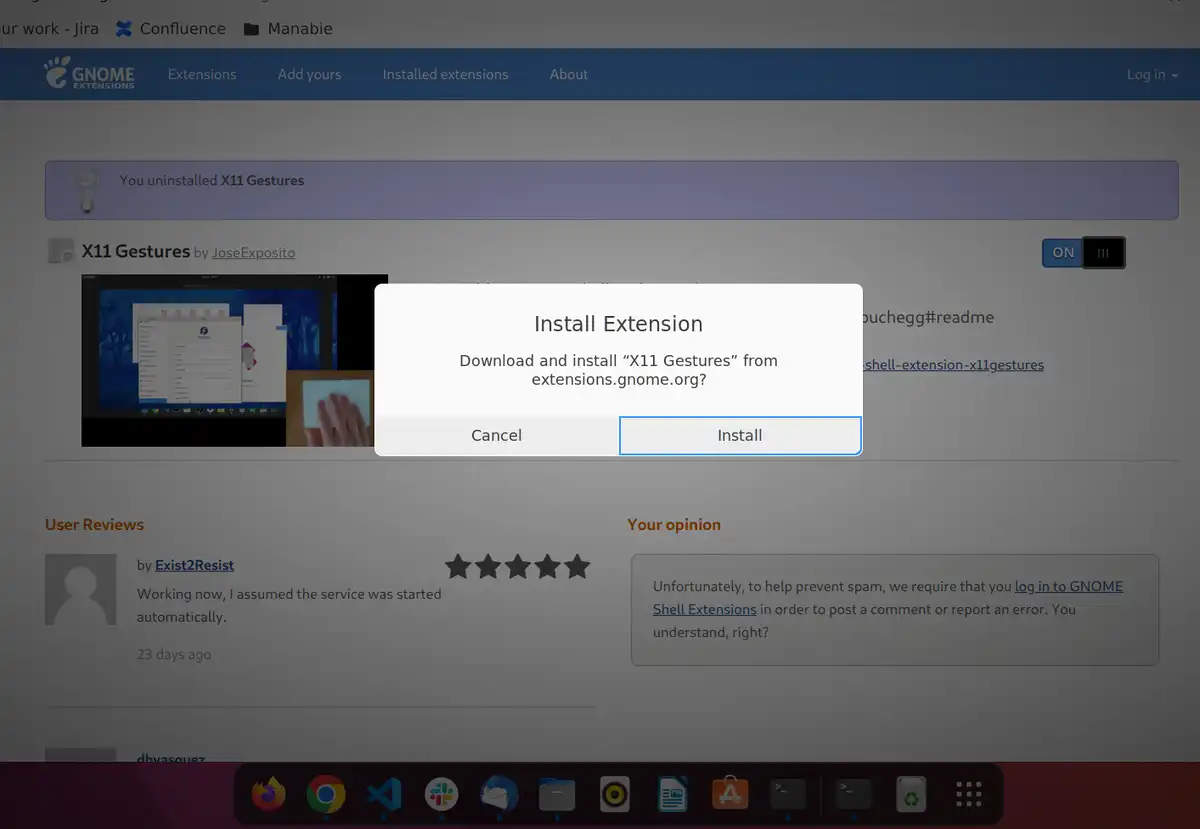 ur work - Jira Confluence Manabie
GNOME EXTENSIONS Extensions Add yours Installed extensions About Log in
You uninstalled X11 Gestures
X11 Gestures by JoseExposito ON
ouchegg#readme
-shell-extension-x11gestures
Install Extension
Download and install “X11 Gestures” from
extensions.gnome.org?
Cancel Install
User Reviews
by Exist2Resist
Working now, I assumed the service was started
automatically.
23 days ago
Your opinion
Unfortunately, to help prevent spam, we require that you log in to GNOME
Shell Extensions in order to post a comment or report an error. You
understand, right?
dbvasquez